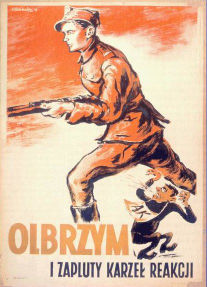 OLBRZYM
I ZAPLUTY KARZEŁ REAKCJI